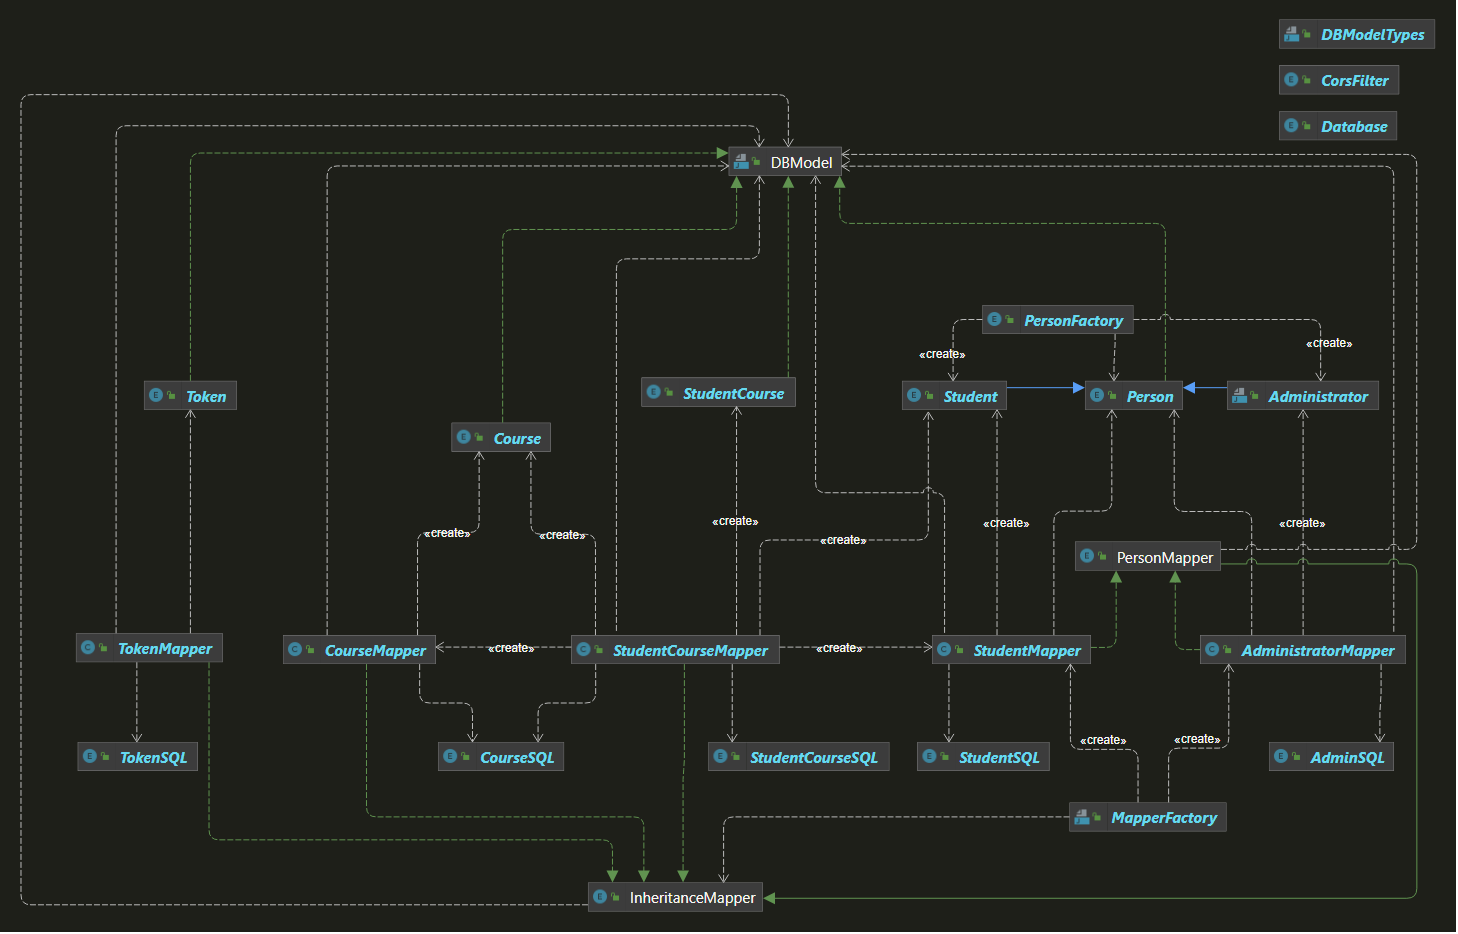 DBModelTypes
CorsFilter
Database
DBModel
PersonFactory
«create»
«create»
Token
StudentCourse
Student
Person
Administrator
Course
«create»
«create»
«create»
«create»
«create»
«create»
PersonMapper
TokenMapper
CourseMapper
«create»
StudentCourseMapper
«create»
StudentMapper
AdministratorMapper
«create»
«create»
TokenSQL
CourseSQL
StudentCourseSQL
StudentSQL
AdminSQL
MapperFactory
InheritanceMapper